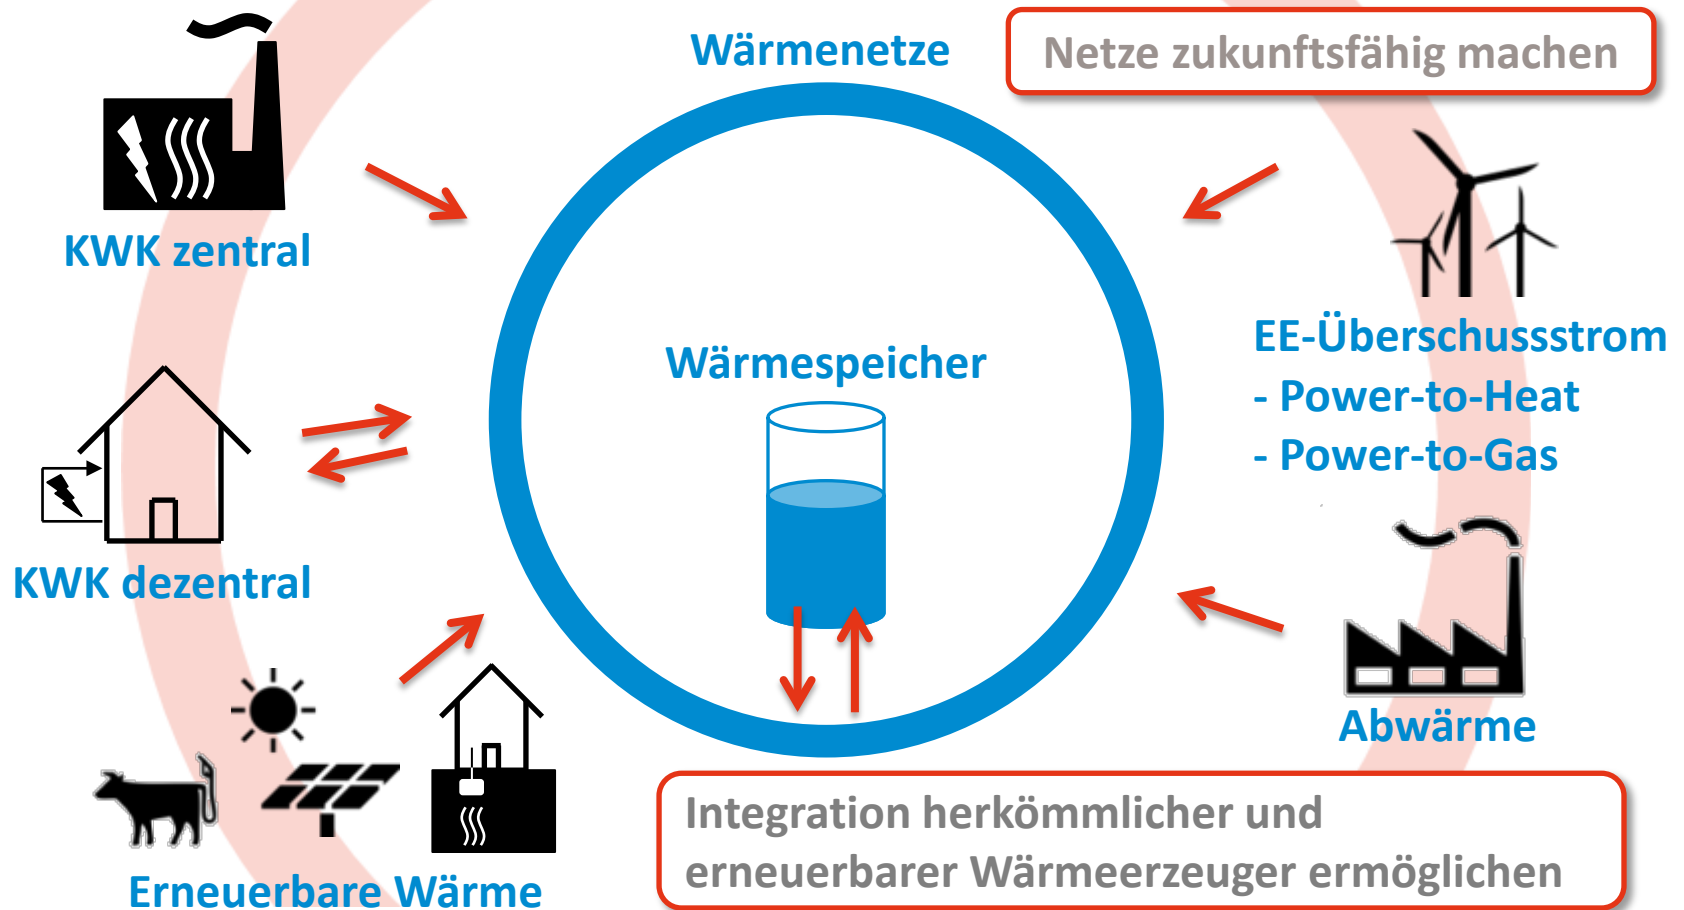 Wärmenetze
Netze zukunftsfähig machen
KWK zentral
EE-Überschussstrom
- Power-to-Heat
- Power-to-Gas
Wärmespeicher
KWK dezentral
Abwärme
Erneuerbare Wärme
Integration herkömmlicher und
erneuerbarer Wärmeerzeuger ermöglichen